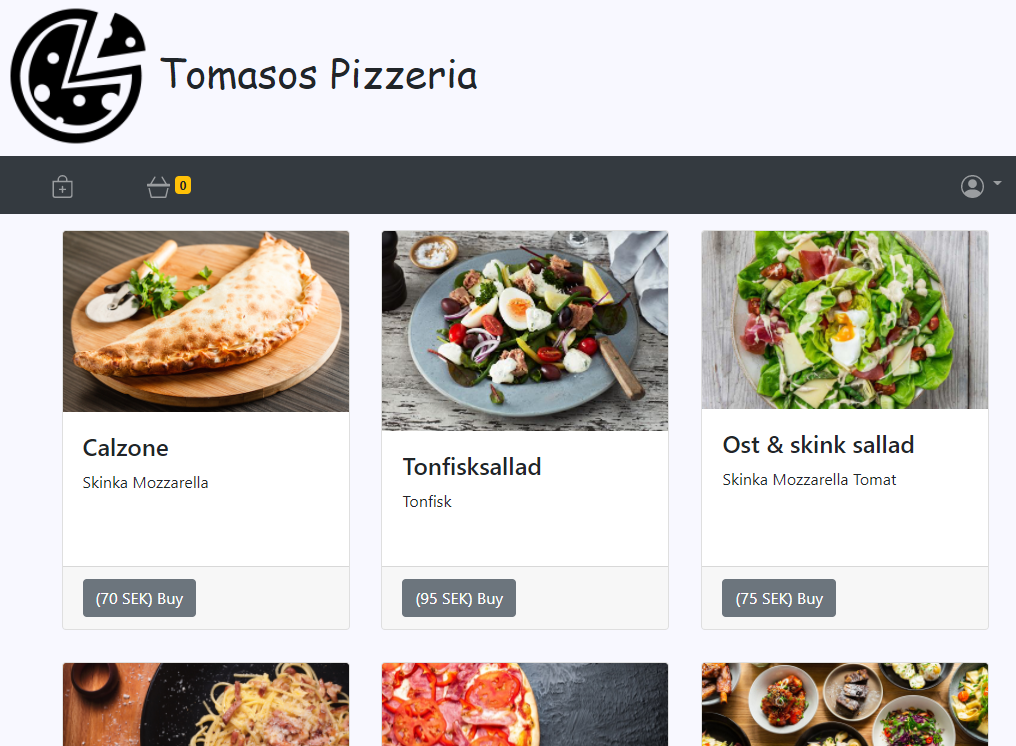 Tomasos Pizzeria
0
Calzone
Skinka Mozzarella
(70 SEK) Buy
Tonfisksallad
Tonfisk
(95 SEK) Buy
Ost & skink sallad
Skinka Mozzarella Tomat
(75 SEK) Buy